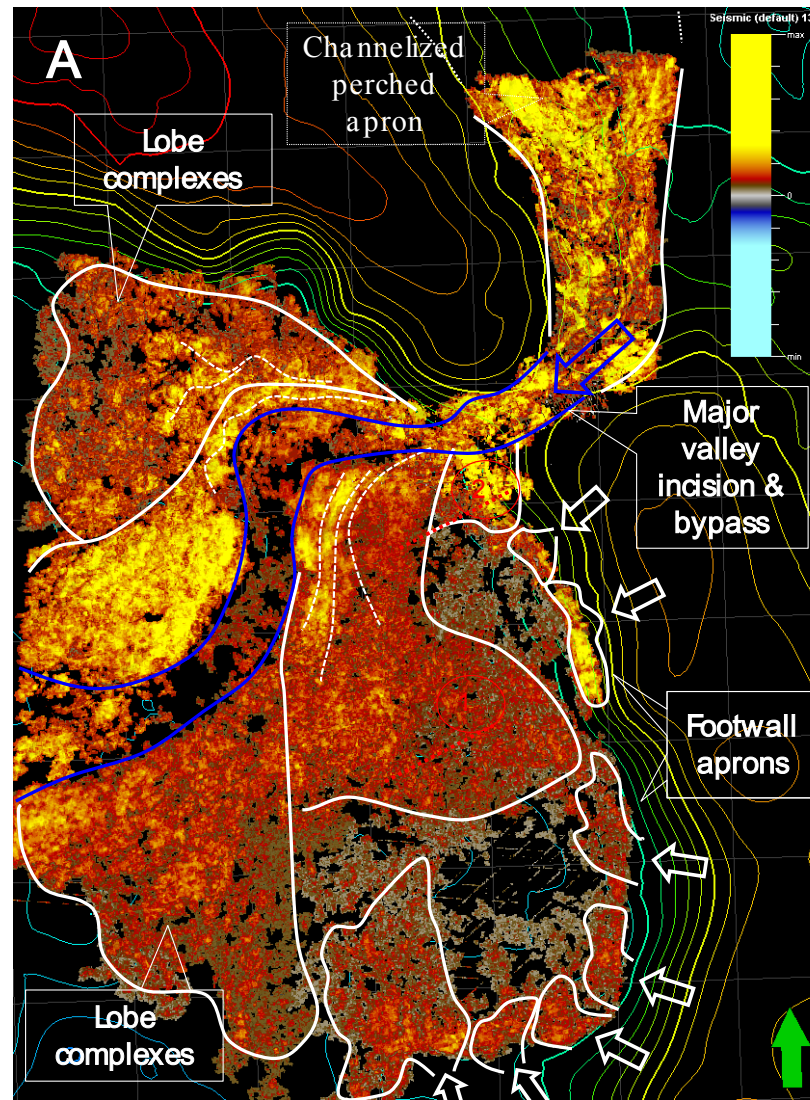 A
Channelized
perched
apron
Seismic (default) 13
max
0
min
Lobe
complexes
Major
valley
incision &
bypass
Footwall
aprons
Lobe
complexes